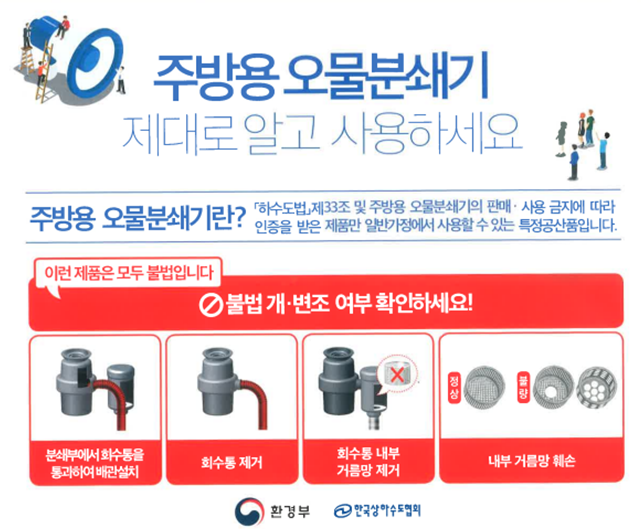 주방용 오물분쇄기
제대로 알고 사용하세요
주방용 오물분쇄기란?
「하수도법」제33조 및 주방용 오물분쇄기의 판매·사용 금지에 따라
인증을 받은 제품만 일반가정에서 사용할 수 있는 특정공산품입니다.
이런 제품은 모두 불법입니다
불법 개·변조 여부 확인하세요!
분쇄부에서 회수통을
통과하여 배관설치
회수통 제거
회수통 내부
거름망 제거
정상
불량
내부 거름망 훼손
환경부
한국상하수도협회